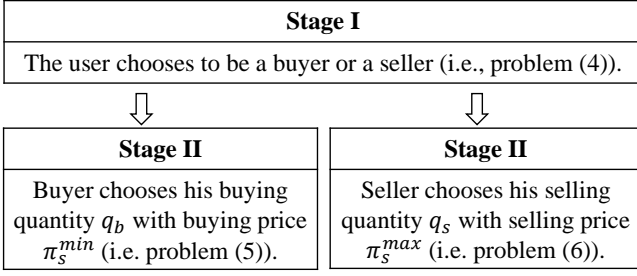 Stage I
The user chooses to be a buyer or a seller (i.e., problem (4)).
Stage II
Buyer chooses his buying
quantity q_b with buying price
π_s^{min} (i.e. problem (5)).
Stage II
Seller chooses his selling
quantity q_s with selling price
π_s^{max} (i.e. problem (6)).